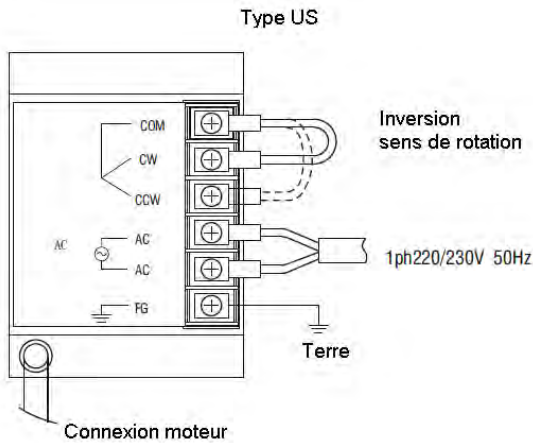 Type US
COM
CW
CCW
AC
AC
AC
FG
Inversion
sens de rotation
1ph220/230V 50Hz
Terre
Connexion moteur